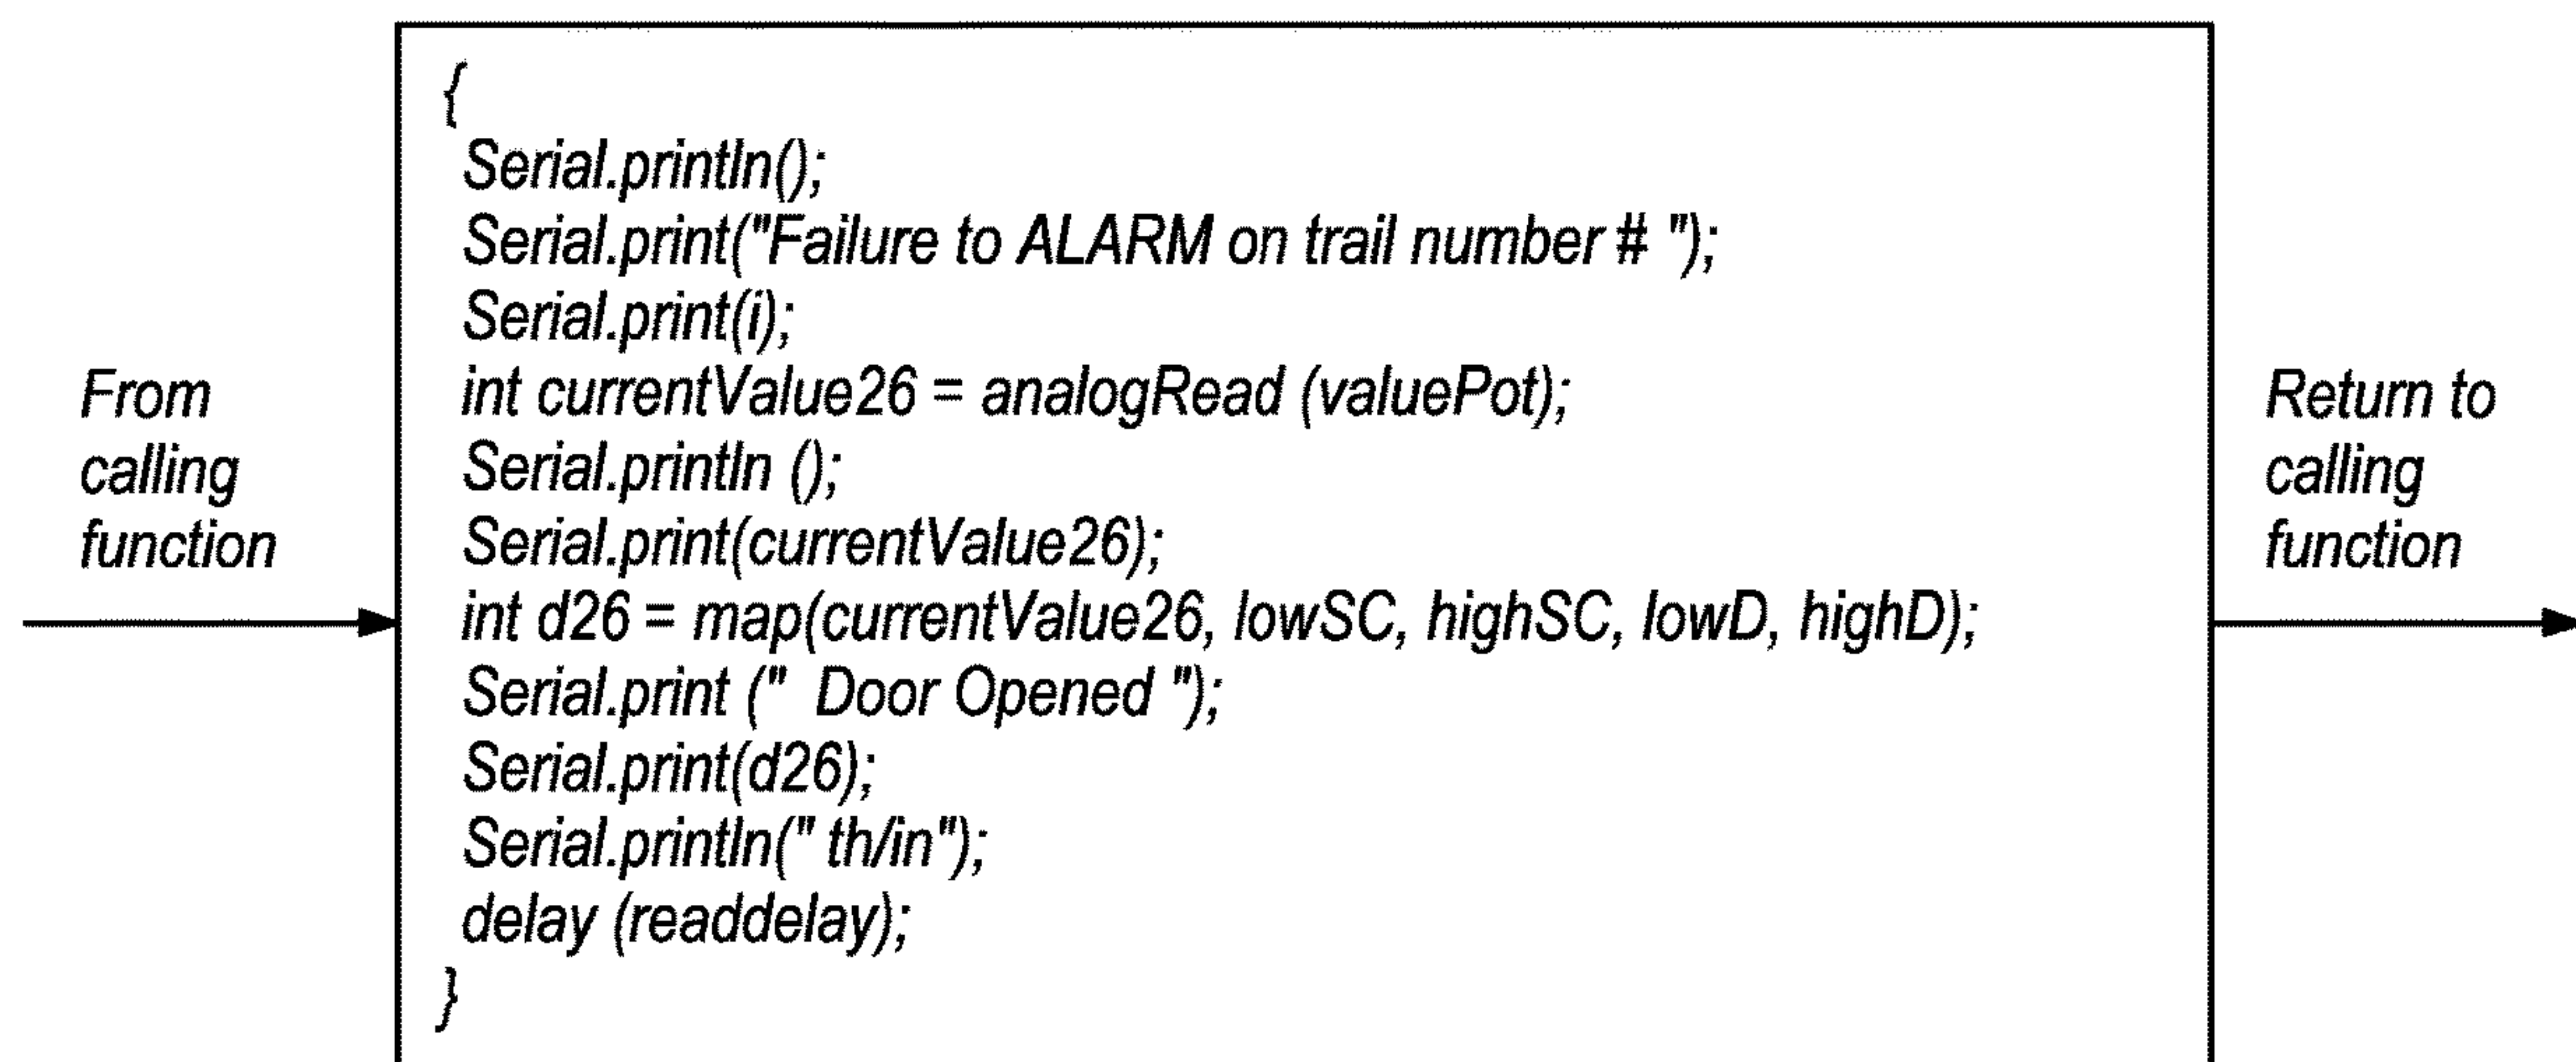 From
calling
function
{
Serial.println();
Serial.print("Failure to ALARM on trail number # ");
Serial.print(i);
int currentValue26 = analogRead (valuePot);
Serial.println ();
Serial.print(currentValue26);
int d26 = map(currentValue26, lowSC, highSC, lowD, highD);
Serial.print ("  Door Opened ");
Serial.print(d26);
Serial.println(" th/in");
delay (readdelay);
}
Return to
calling
function